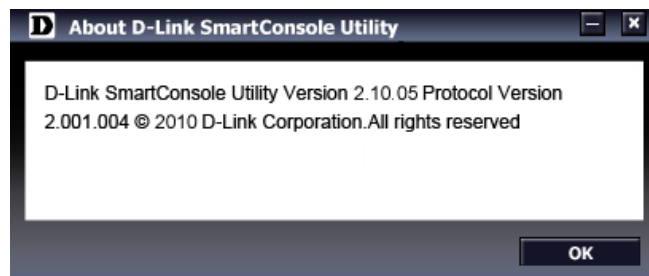 D About D-Link SmartConsole Utility
D-Link SmartConsole Utility Version 2.10.05 Protocol Version
2.001.004 © 2010 D-Link Corporation.All rights reserved
OK